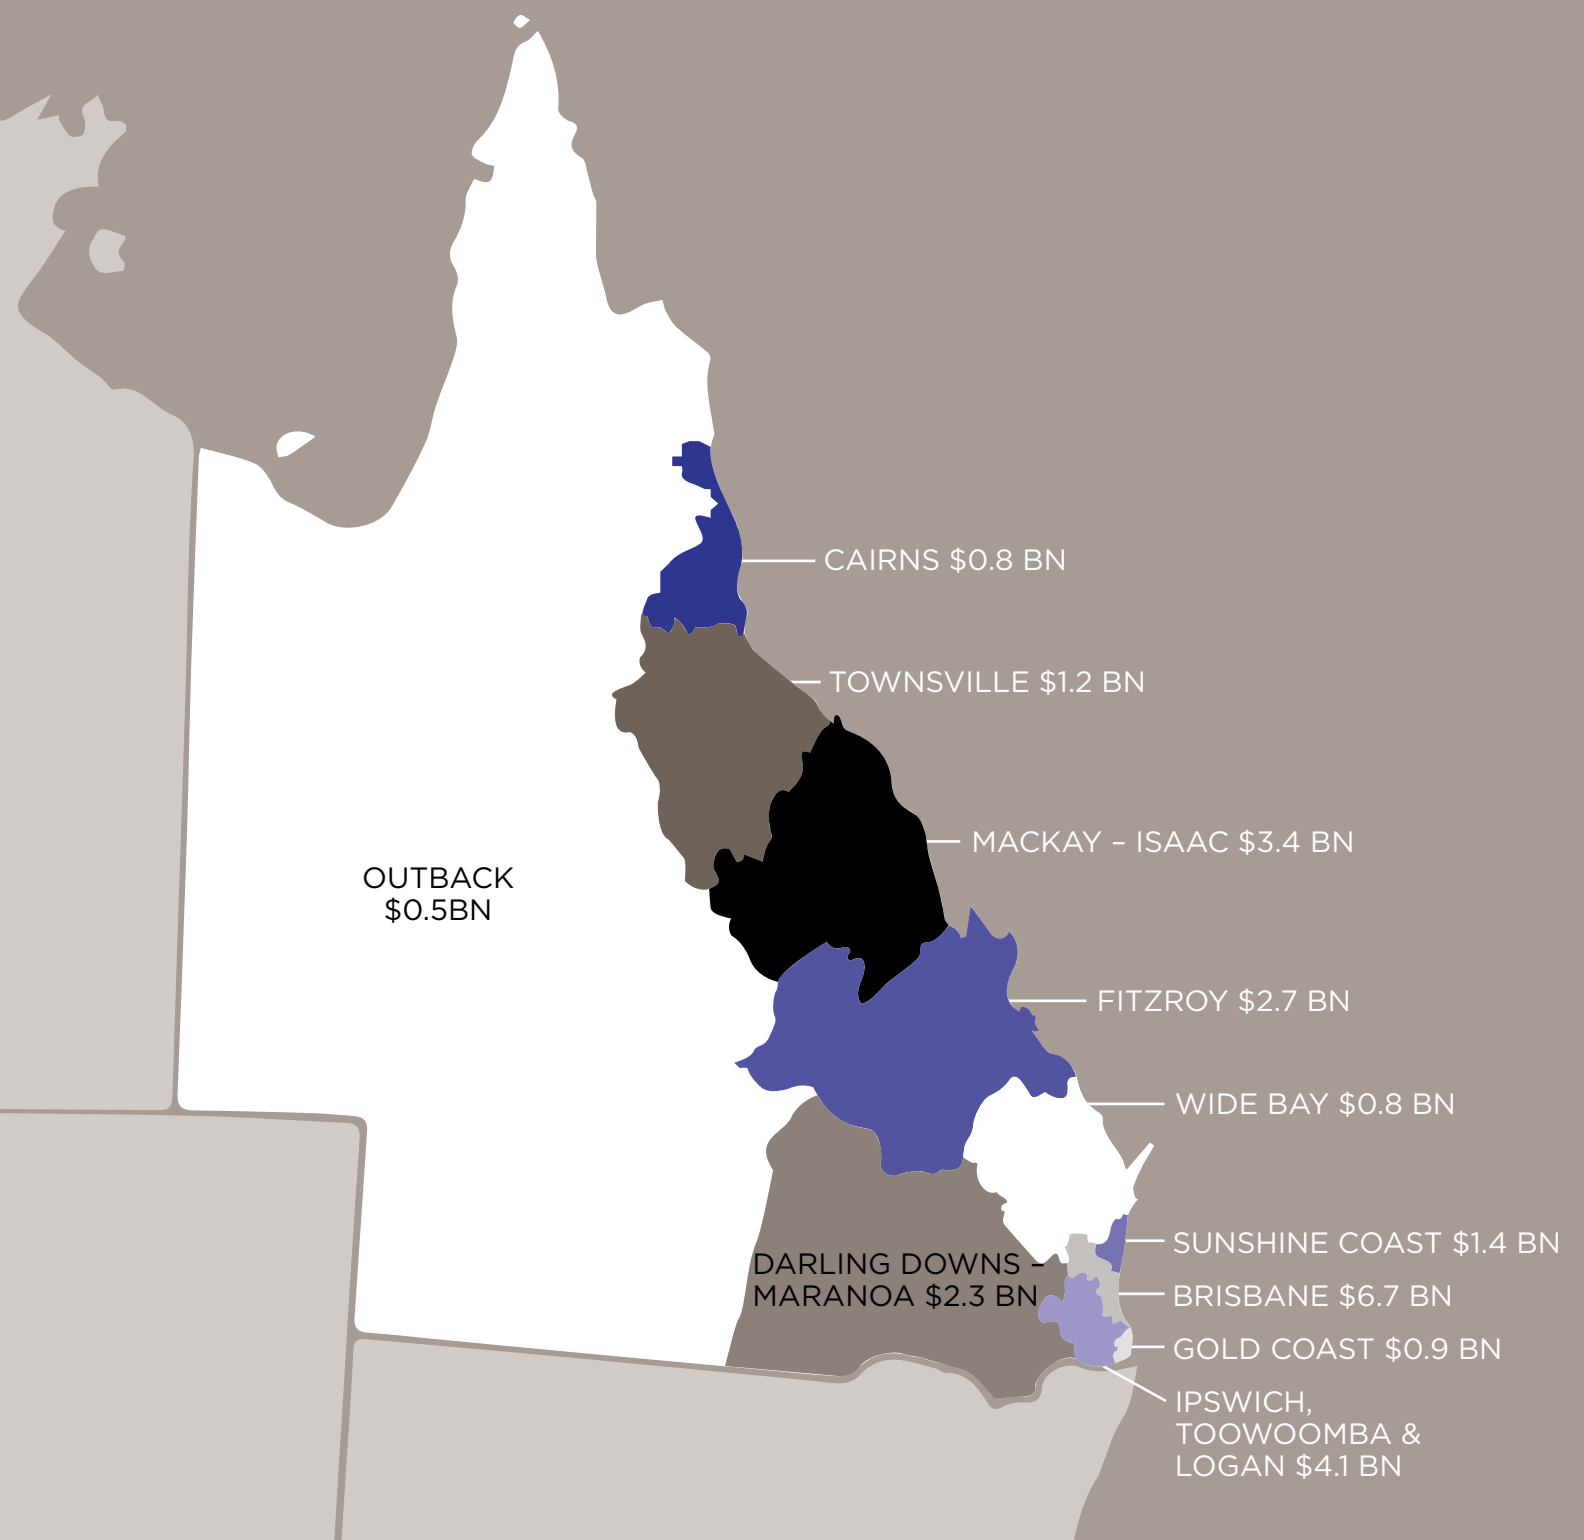 CAIRNS $0.8 BN
TOWNSVILLE $1.2 BN
MACKAY – ISAAC $3.4 BN
OUTBACK
$0.5BN
FITZROY $2.7 BN
WIDE BAY $0.8 BN
SUNSHINE COAST $1.4 BN
DARLING DOWNS –
MARANOA $2.3 BN
BRISBANE $6.7 BN
GOLD COAST $0.9 BN
IPSWICH,
TOOWOOMBA &
LOGAN $4.1 BN